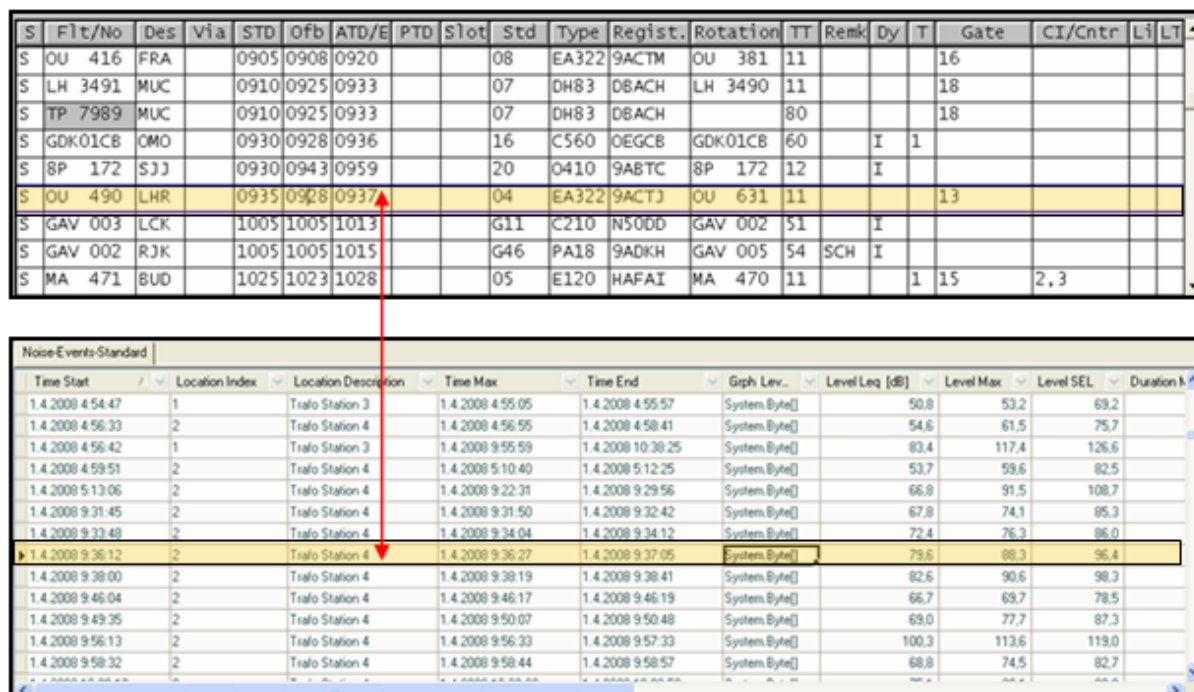 S Flt/No Des Via STD Ofb ATD/E PTD Slot Std Type Regist. Rotation TT Remk Dy T Gate CI/Cntr Li LT
S OU 416 FRA 0905 0908 0920 08 EA322 9ACTM OU 381 11 16
S LH 3491 MUC 0910 0925 0933 07 DH83 DBACH LH 3490 11 18
S TP 7989 MUC 0910 0925 0933 07 DH83 DBACH 80 18
S GDK01CB OMO 0930 0928 0936 16 C560 OEGCB GDK01CB 60 I 1
S 8P 172 SJJ 0930 0943 0959 20 O410 9ABTC 8P 172 12 I
S OU 490 LHR 0935 0928 0937 04 EA322 9ACTJ OU 631 11 13
S GAV 003 LCK 1005 1005 1013 G11 C210 N50DD GAV 002 51 I
S GAV 002 RJK 1005 1005 1015 G46 PA18 9ADKH GAV 005 54 SCH I
S MA 471 BUD 1025 1023 1028 05 E120 HAFAI MA 470 11 1 15 2,3
Noise-Events-Standard
Time Start Location Index Location Description Time Max Time End Grph Lev... Level Leq [dB] Level Max Level SEL Duration
1.4.2008 4:54:47 1 Trafo Station 3 1.4.2008 4:55:05 1.4.2008 4:55:57 System.Byte[] 50,8 53,2 69,2
1.4.2008 4:56:33 2 Trafo Station 4 1.4.2008 4:56:55 1.4.2008 4:58:41 System.Byte[] 54,6 61,5 75,7
1.4.2008 4:56:42 1 Trafo Station 3 1.4.2008 9:55:59 1.4.2008 10:38:25 System.Byte[] 83,4 117,4 126,6
1.4.2008 4:59:51 2 Trafo Station 4 1.4.2008 5:10:40 1.4.2008 5:12:25 System.Byte[] 53,7 59,6 82,5
1.4.2008 5:13:06 2 Trafo Station 4 1.4.2008 9:22:31 1.4.2008 9:29:56 System.Byte[] 66,8 91,5 108,7
1.4.2008 9:31:45 2 Trafo Station 4 1.4.2008 9:31:50 1.4.2008 9:32:42 System.Byte[] 67,8 74,1 85,3
1.4.2008 9:33:48 2 Trafo Station 4 1.4.2008 9:34:04 1.4.2008 9:34:12 System.Byte[] 72,4 76,3 86,0
1.4.2008 9:36:12 2 Trafo Station 4 1.4.2008 9:36:27 1.4.2008 9:37:05 System.Byte[] 79,6 88,3 96,4
1.4.2008 9:38:00 2 Trafo Station 4 1.4.2008 9:38:19 1.4.2008 9:38:41 System.Byte[] 82,6 90,6 98,3
1.4.2008 9:46:04 2 Trafo Station 4 1.4.2008 9:46:17 1.4.2008 9:46:19 System.Byte[] 66,7 69,7 78,5
1.4.2008 9:49:35 2 Trafo Station 4 1.4.2008 9:50:07 1.4.2008 9:50:48 System.Byte[] 69,0 77,7 87,3
1.4.2008 9:56:13 2 Trafo Station 4 1.4.2008 9:56:33 1.4.2008 9:57:33 System.Byte[] 100,3 113,6 119,0
1.4.2008 9:58:32 2 Trafo Station 4 1.4.2008 9:58:44 1.4.2008 9:58:57 System.Byte[] 68,8 74,5 82,7